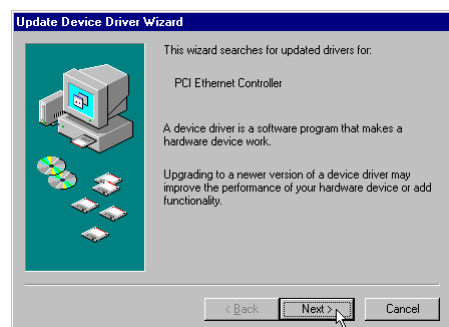 Update Device Driver Wizard
This wizard searches for updated drivers for:
PCI Ethernet Controller
A device driver is a software program that makes a
hardware device work.
Upgrading to a newer version of a device driver may
improve the performance of your hardware device or add
functionality.
< Back Next > Cancel